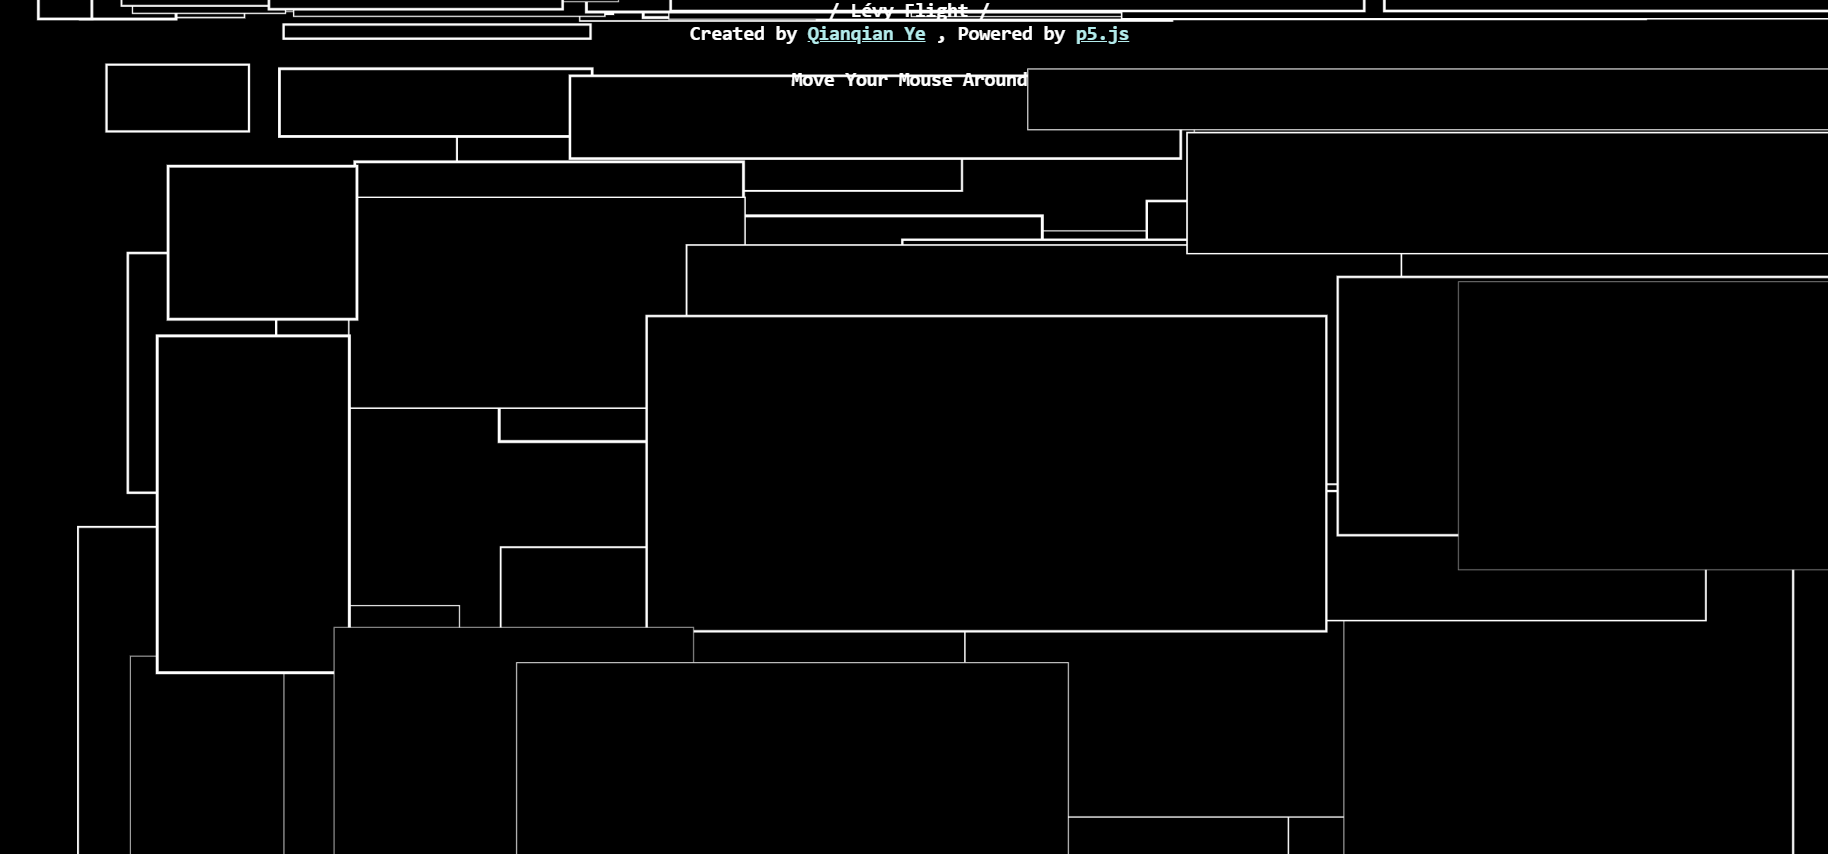 / Lévy Flight /
Created by Qianqian Ye , Powered by p5.js
Move Your Mouse Around